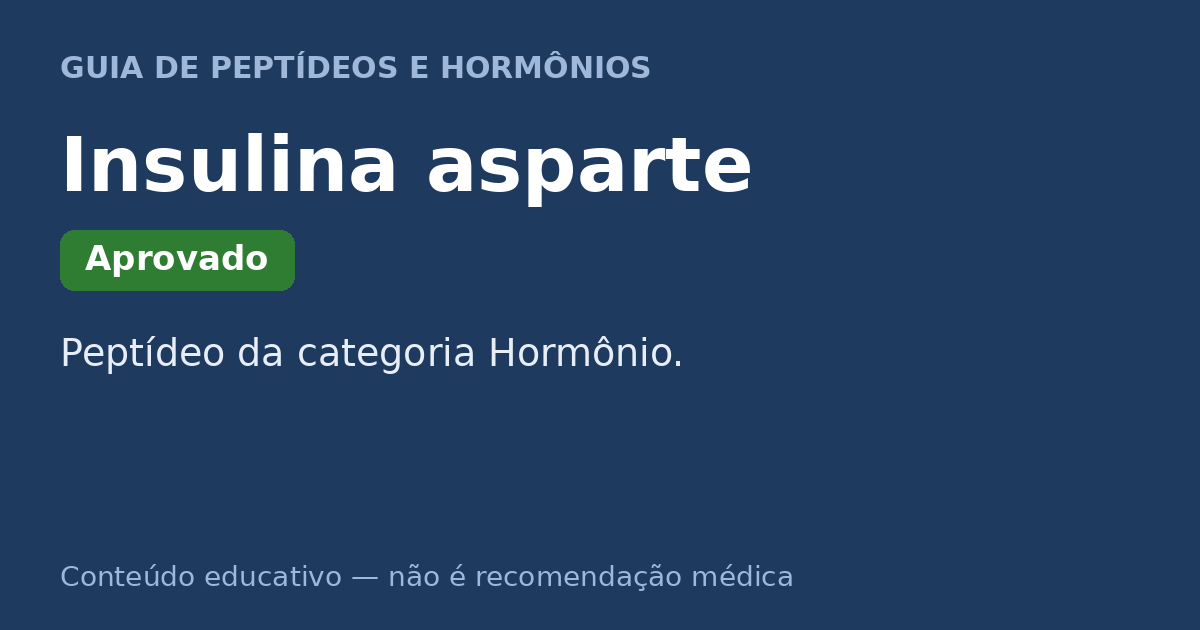 GUIA DE PEPTÍDEOS E HORMÔNIOS
Insulina asparte
Aprovado
Peptídeo da categoria Hormônio.
Conteúdo educativo — não é recomendação médica